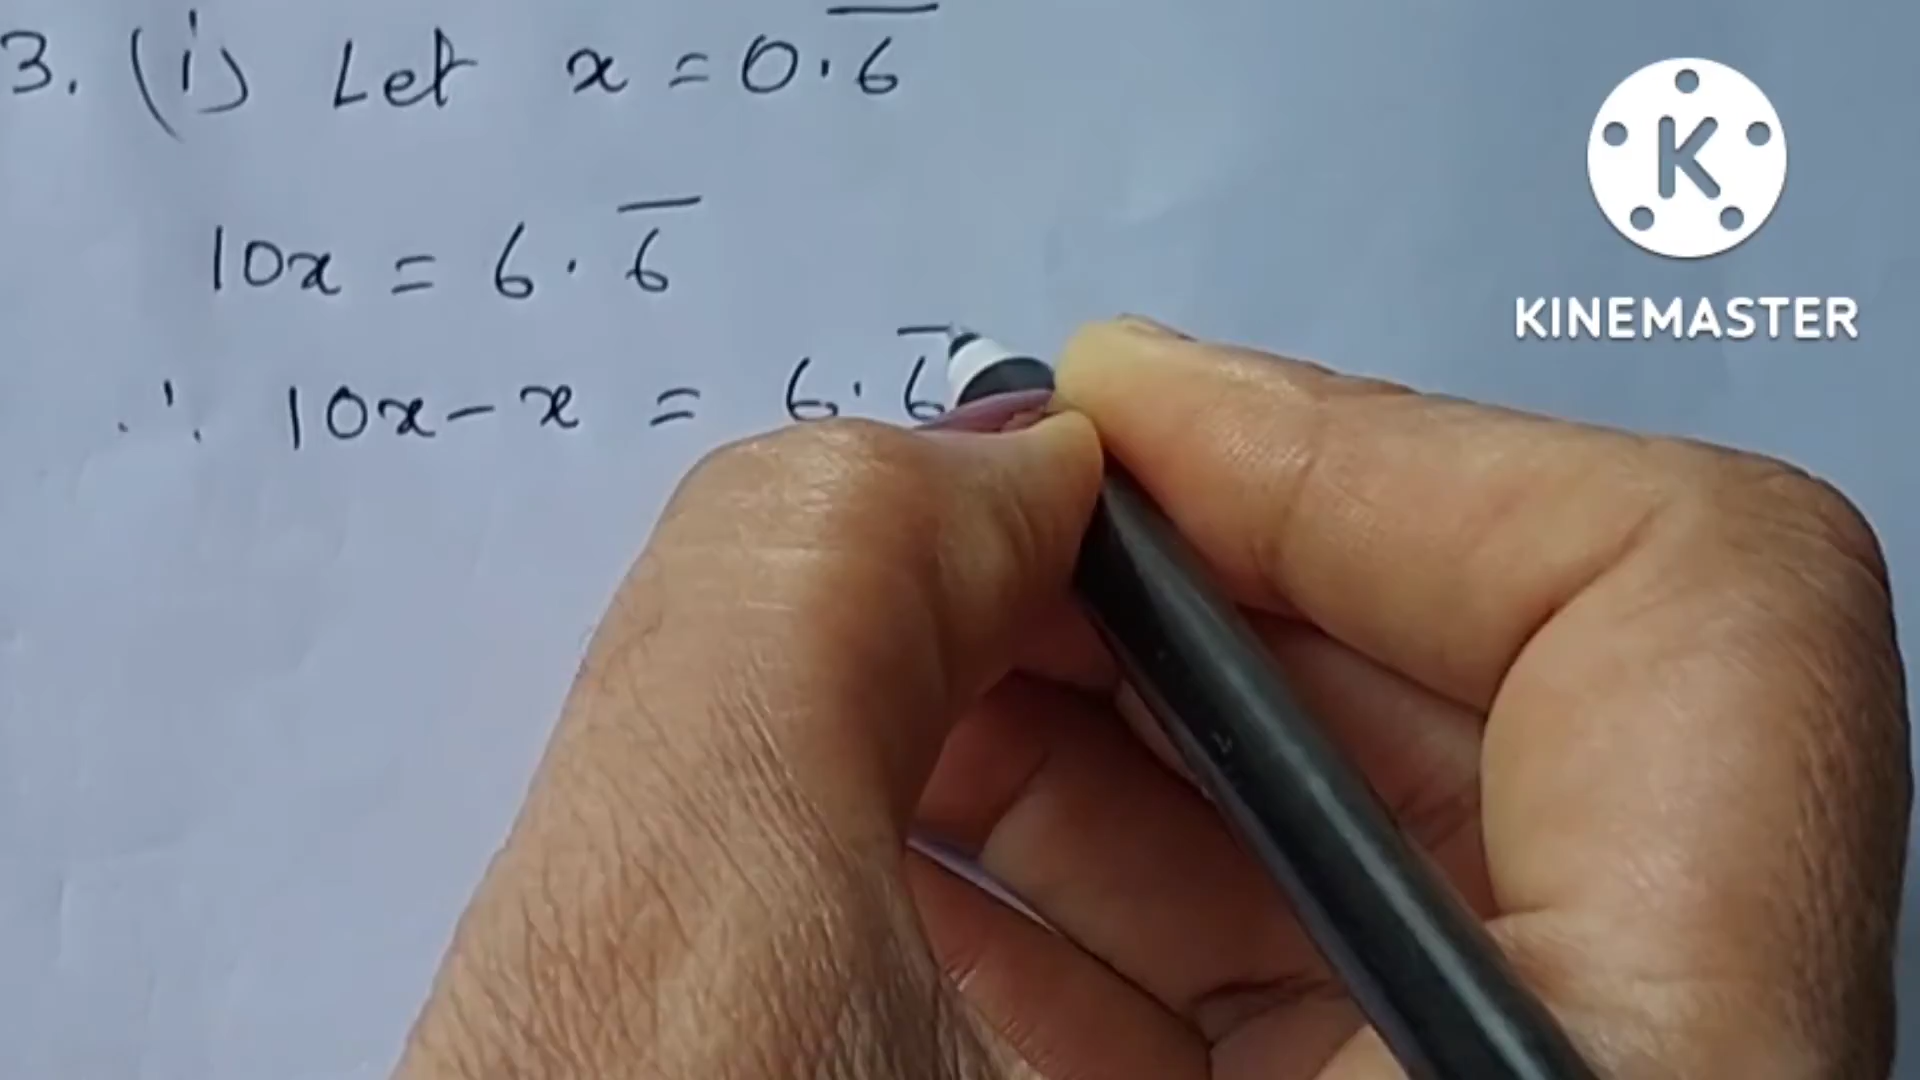 3. (i) Let x = 0.6̅
10x = 6.6̅
∴ 10x - x = 6.6̅
K
KINEMASTER